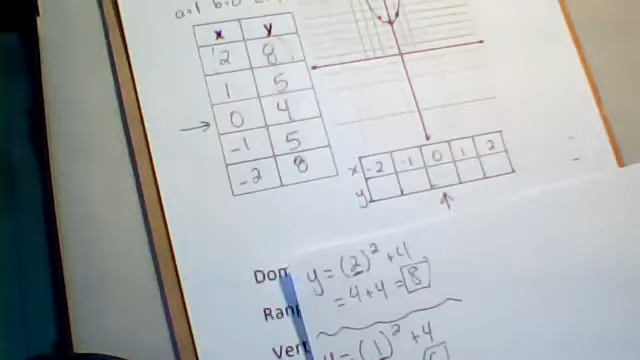 a=1 b=0
x y
2 8
1 5
0 4
-1 5
-2 8
x -2 -1 0 1 2
y
Dom
y = (2)² + 4
= 4 + 4 = 8
Ran
Vert
(1)² + 4